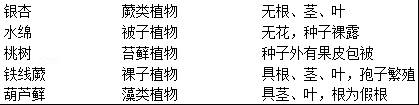 银杏 蕨类植物 无根、茎、叶
水绵 被子植物 无花，种子裸露
桃树 苔藓植物 种子外有果皮包被
铁线蕨 裸子植物 具根、茎、叶，孢子繁殖
葫芦藓 藻类植物 具茎、叶，根为假根